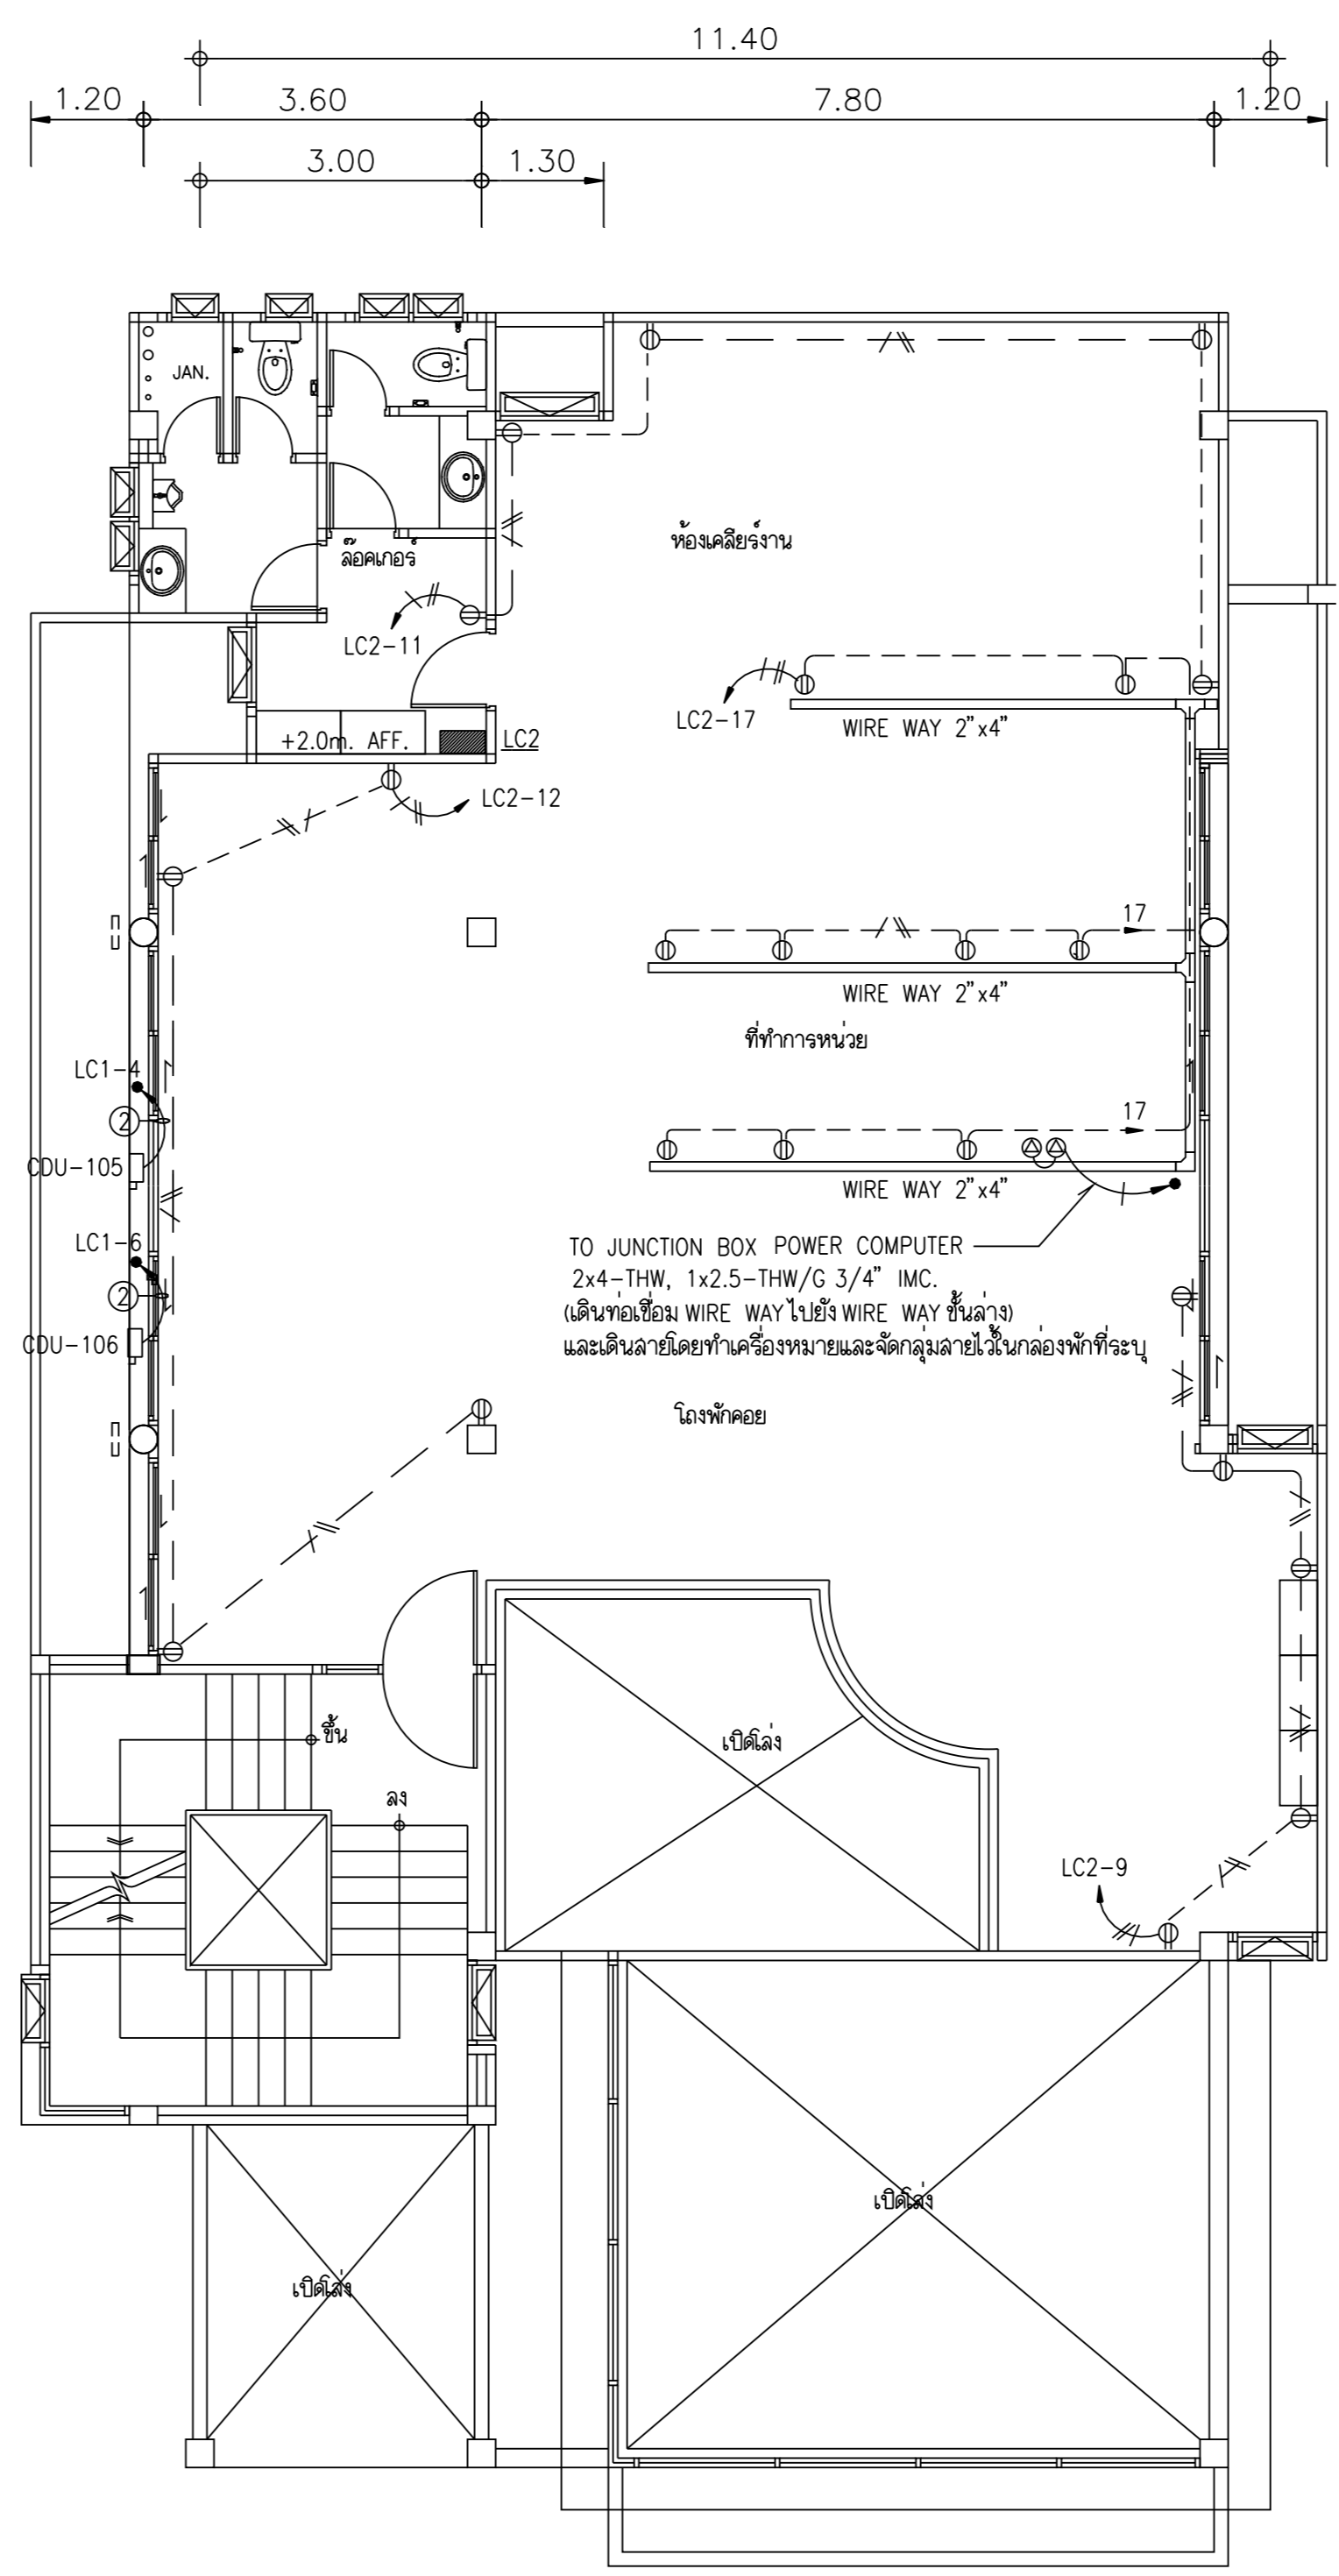 11.40
1.20
3.60
7.80
1.20
3.00
1.30
JAN.
ห้องเคลียร์งาน
ล๊อคเกอร์
LC2-11
LC2-17
WIRE WAY 2"x4"
+2.0m. AFF.
LC2
LC2-12
17
WIRE WAY 2"x4"
ที่ทำการหน่วย
LC1-4
17
2
CDU-105
WIRE WAY 2"x4"
LC1-6
TO JUNCTION BOX POWER COMPUTER
2x4-THW, 1x2.5-THW/G 3/4" IMC.
2
(เดินท่อเชื่อม WIRE WAY ไปยัง WIRE WAY ชั้นล่าง)
CDU-106
และเดินสายโดยทำเครื่องหมายและจัดกลุ่มสายไว้ในกล่องพักที่ระบุ
โถงพักคอย
ขึ้น
เปิดโล่ง
ลง
LC2-9
เปิดโล่ง
เปิดโล่ง